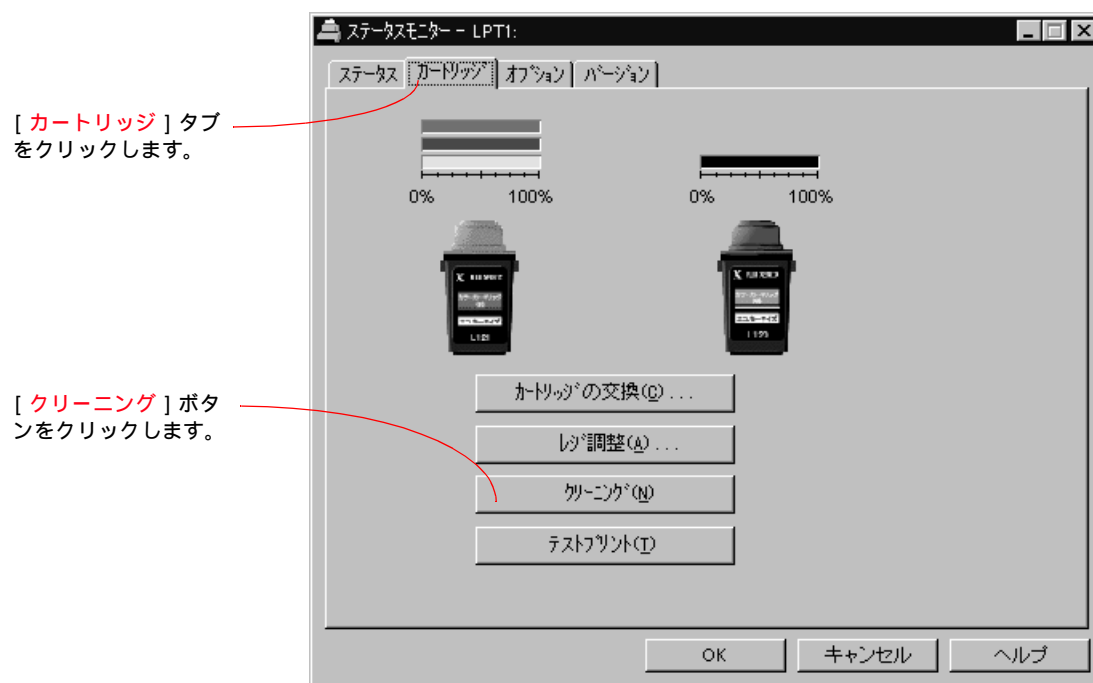 ステータスモニター - LPT1:
ｽﾃｰﾀｽ ｶｰﾄﾘｯｼﾞ ｵﾌﾟｼｮﾝ ﾊﾞｰｼﾞｮﾝ
[ カートリッジ ] タブ
をクリックします。
0% 100% 0% 100%
ｶｰﾄﾘｯｼﾞの交換(C)...
[ クリーニング ] ボタ
ンをクリックします。
ﾚｼﾞ調整(A)...
ｸﾘｰﾆﾝｸﾞ(N)
ﾃｽﾄﾌﾟﾘﾝﾄ(T)
OK キャンセル ヘルプ